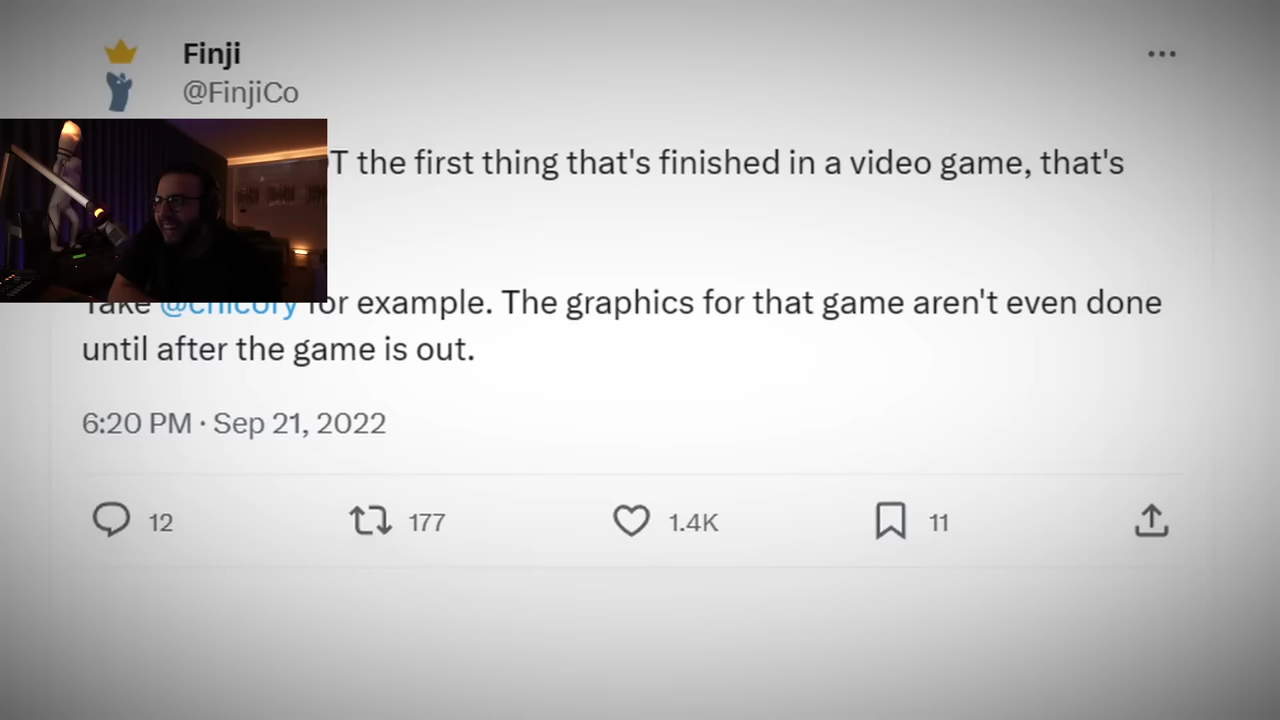 Finji
@FinjiCo
T the first thing that's finished in a video game, that's
Take @chicory for example. The graphics for that game aren't even done
until after the game is out.
6:20 PM · Sep 21, 2022
12 177 1.4K 11